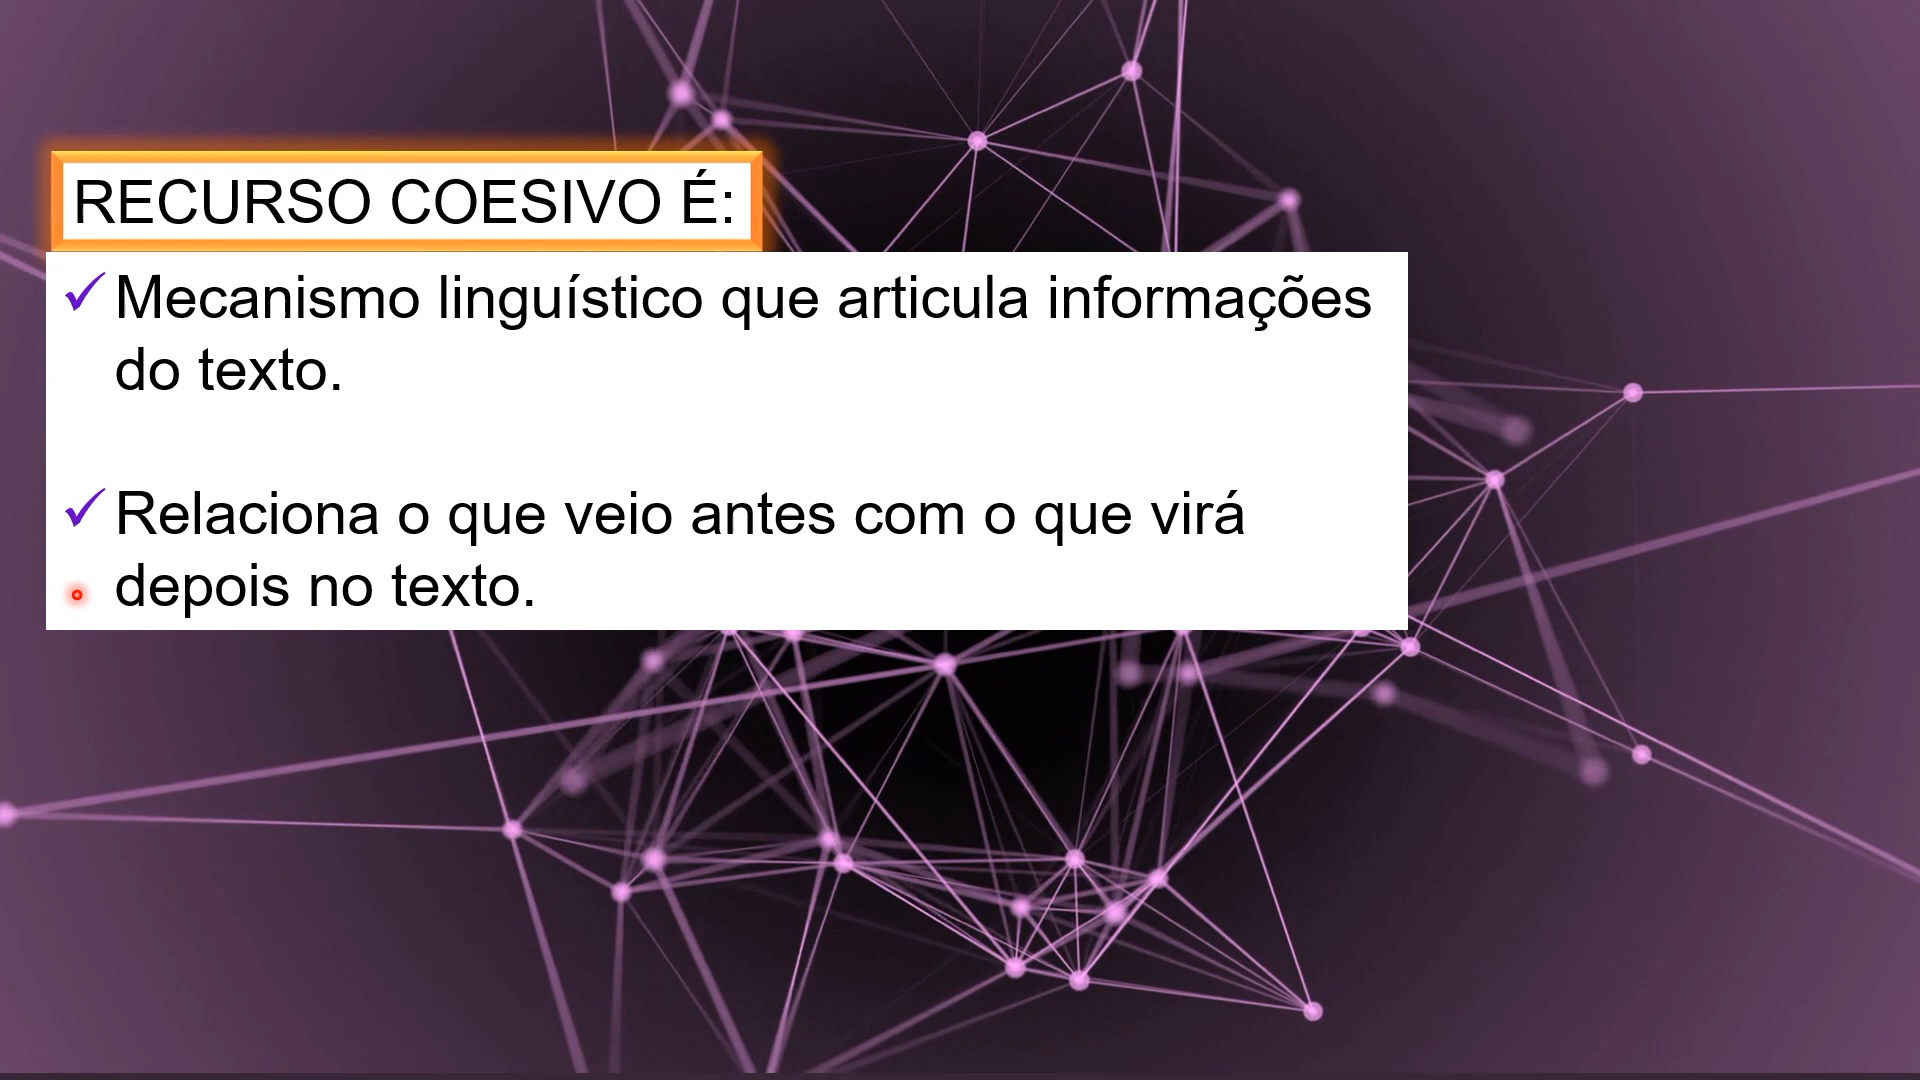 RECURSO COESIVO É:
✓ Mecanismo linguístico que articula informações
do texto.
✓ Relaciona o que veio antes com o que virá
depois no texto.